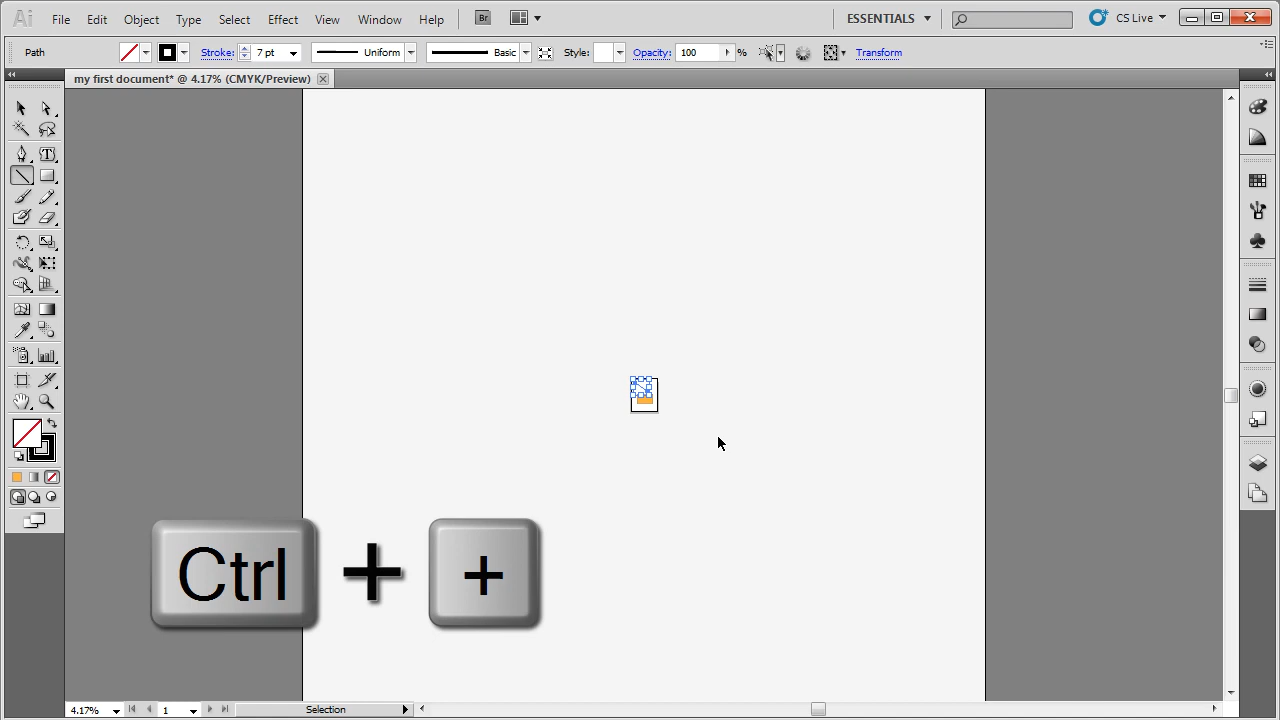 Ai File Edit Object Type Select Effect View Window Help Br ESSENTIALS CS Live
Path Stroke: 7 pt Uniform Basic Style: Opacity: 100 % Transform
my first document* @ 4.17% (CMYK/Preview)
T
Ctrl + +
4.17% 1 Selection